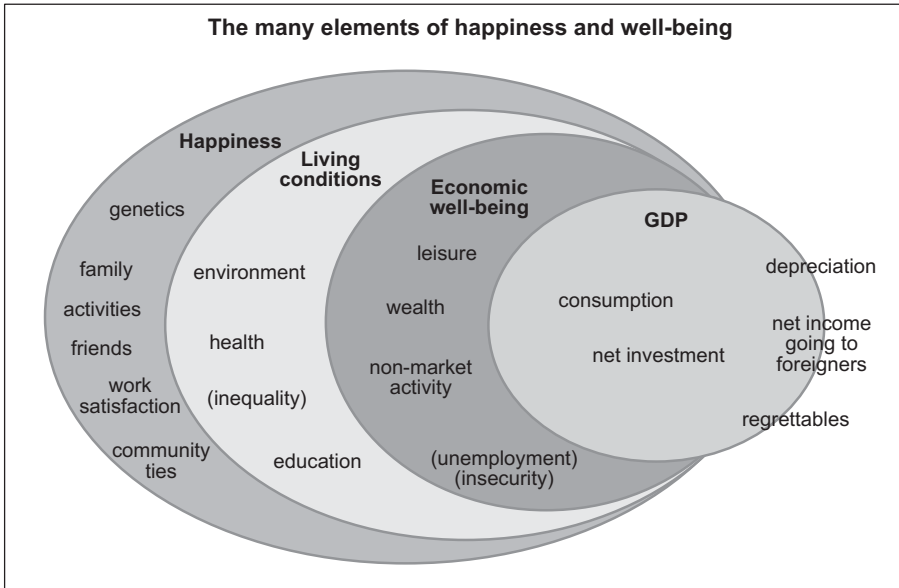 The many elements of happiness and well-being
Happiness
genetics
family
activities
friends
work
satisfaction
community
ties
Living
conditions
environment
health
(inequality)
education
Economic
well-being
leisure
wealth
non-market
activity
(unemployment)
(insecurity)
GDP
consumption
net investment
depreciation
net income
going to
foreigners
regrettables